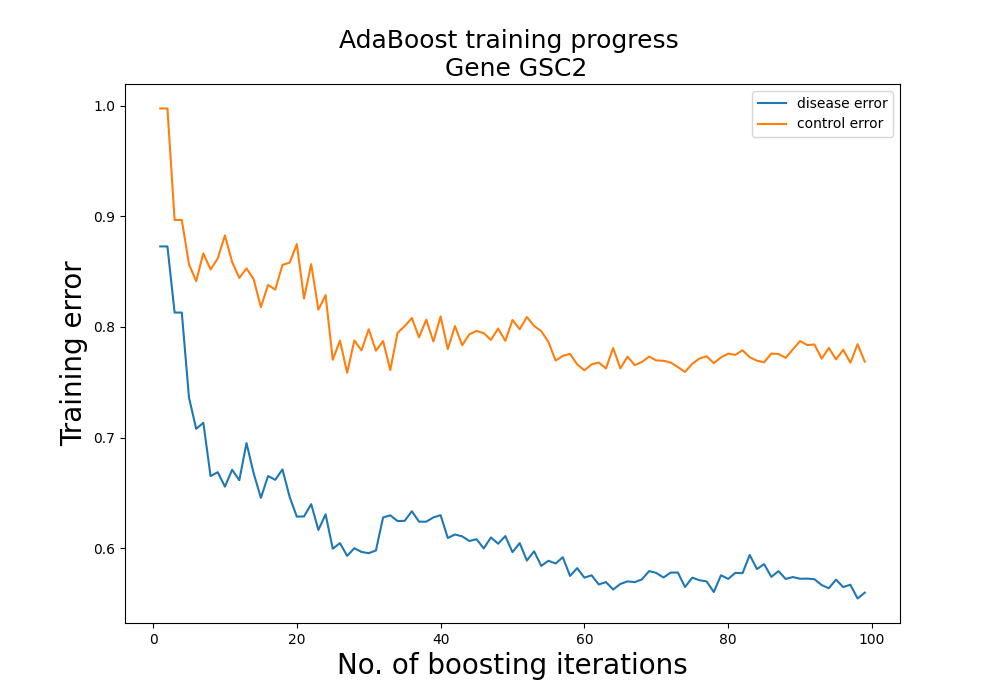 AdaBoost training progress
Gene GSC2
disease error
control error
1.0
0.9
0.8
0.7
0.6
Training error
0
20
40
60
80
100
No. of boosting iterations